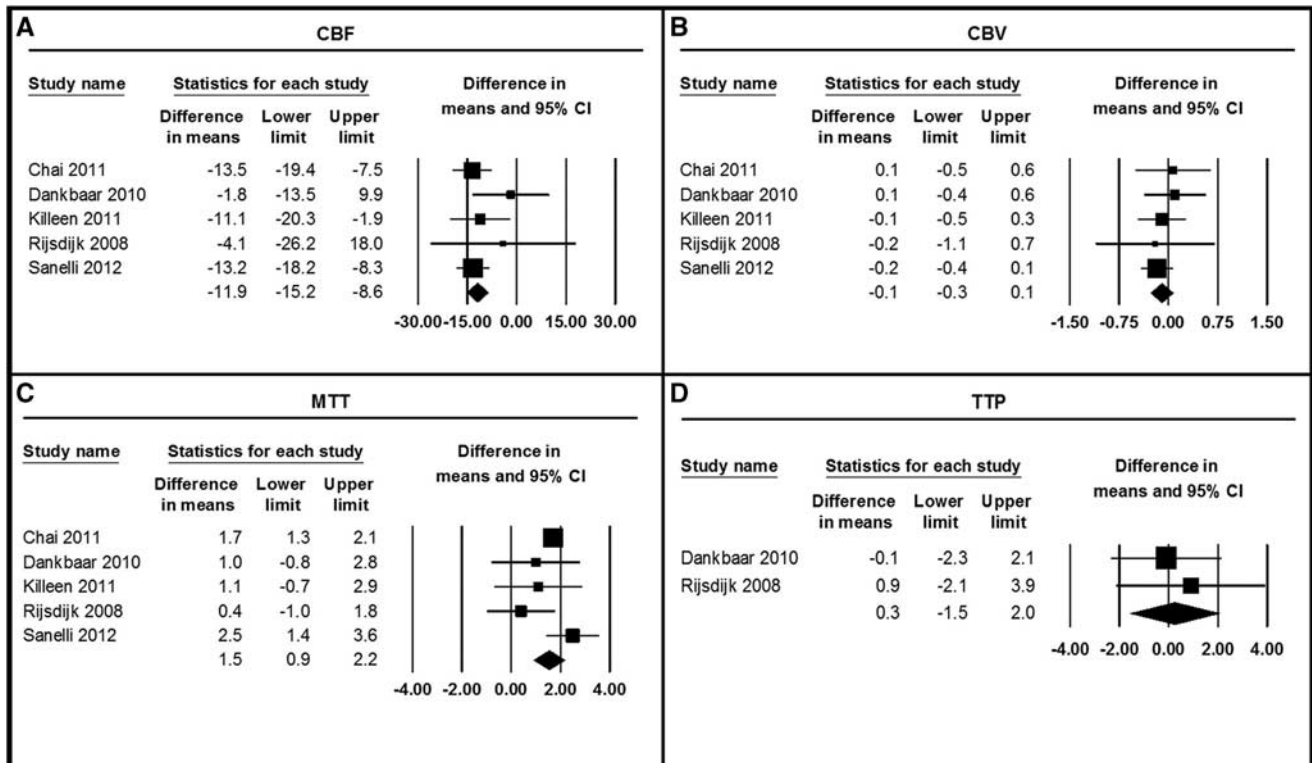 A
CBF
Study name Statistics for each study Difference in
means and 95% CI
Difference Lower Upper
in means limit limit
Chai 2011 -13.5 -19.4 -7.5
Dankbaar 2010 -1.8 -13.5 9.9
Killeen 2011 -11.1 -20.3 -1.9
Rijsdijk 2008 -4.1 -26.2 18.0
Sanelli 2012 -13.2 -18.2 -8.3
-11.9 -15.2 -8.6
-30.00 -15.00 0.00 15.00 30.00
B
CBV
Study name Statistics for each study Difference in
means and 95% CI
Difference Lower Upper
in means limit limit
Chai 2011 0.1 -0.5 0.6
Dankbaar 2010 0.1 -0.4 0.6
Killeen 2011 -0.1 -0.5 0.3
Rijsdijk 2008 -0.2 -1.1 0.7
Sanelli 2012 -0.2 -0.4 0.1
-0.1 -0.3 0.1
-1.50 -0.75 0.00 0.75 1.50
C
MTT
Study name Statistics for each study Difference in
means and 95% CI
Difference Lower Upper
in means limit limit
Chai 2011 1.7 1.3 2.1
Dankbaar 2010 1.0 -0.8 2.8
Killeen 2011 1.1 -0.7 2.9
Rijsdijk 2008 0.4 -1.0 1.8
Sanelli 2012 2.5 1.4 3.6
1.5 0.9 2.2
-4.00 -2.00 0.00 2.00 4.00
D
TTP
Study name Statistics for each study Difference in
means and 95% CI
Difference Lower Upper
in means limit limit
Dankbaar 2010 -0.1 -2.3 2.1
Rijsdijk 2008 0.9 -2.1 3.9
0.3 -1.5 2.0
-4.00 -2.00 0.00 2.00 4.00